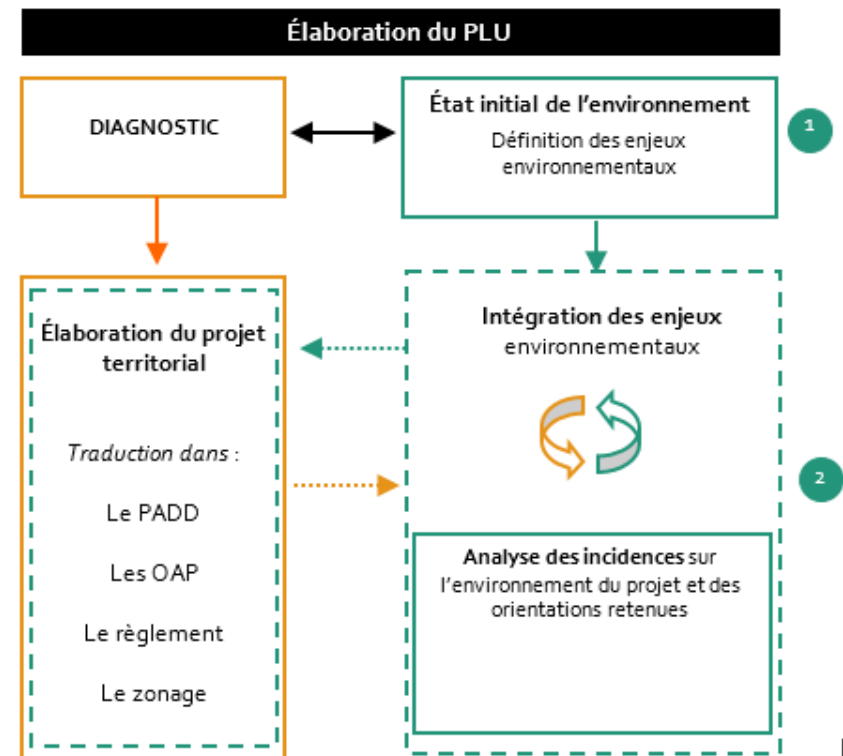 Élaboration du PLU
DIAGNOSTIC
État initial de l'environnement
Définition des enjeux
environnementaux
1
Élaboration du projet
territorial
Traduction dans :
Le PADD
Les OAP
Le règlement
Le zonage
Intégration des enjeux
environnementaux
2
Analyse des incidences sur
l'environnement du projet et des
orientations retenues